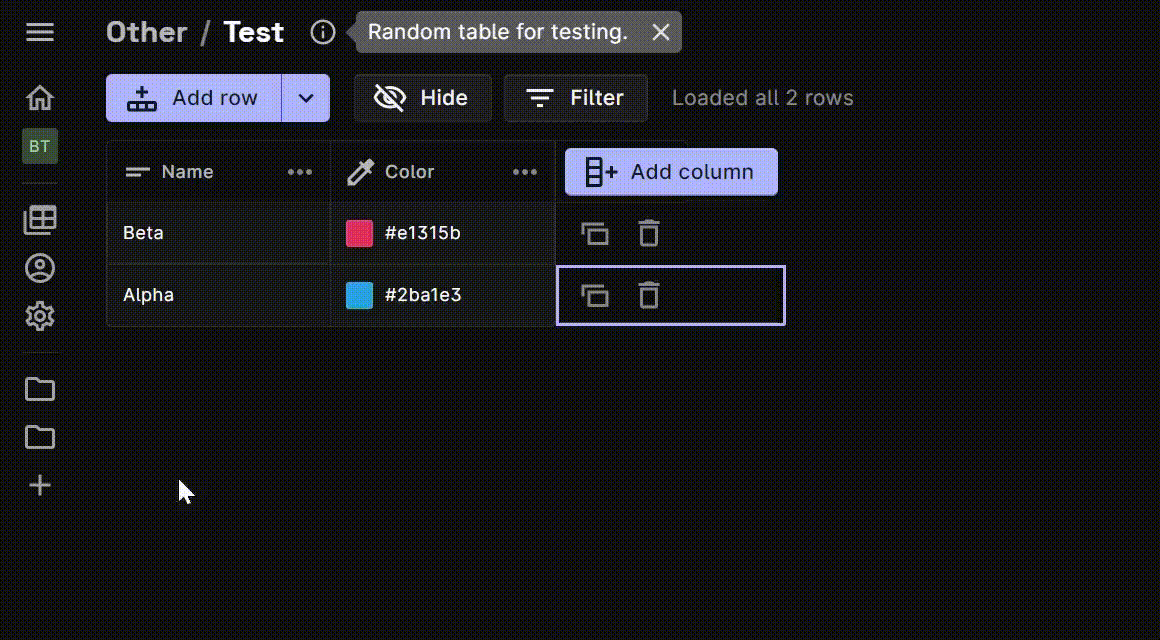 Other / Test Random table for testing.
Add row Hide Filter Loaded all 2 rows
BT
Name Color Add column
Beta #e1315b
Alpha #2ba1e3